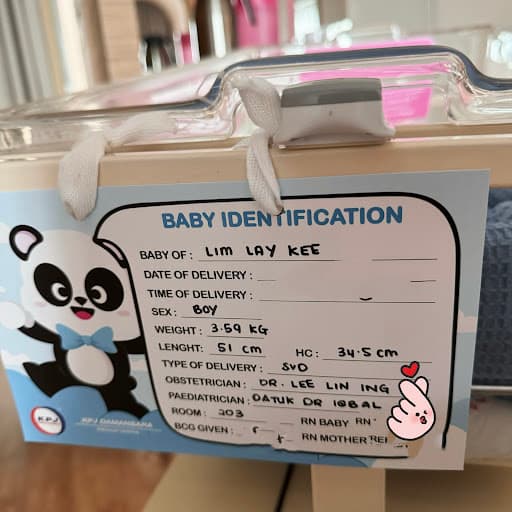 BABY IDENTIFICATION
BABY OF : LIM LAY KEE
DATE OF DELIVERY :
TIME OF DELIVERY :
SEX : BOY
WEIGHT : 3.59 KG
LENGHT : 51 cm HC : 34.5 cm
TYPE OF DELIVERY : SVD
OBSTETRICIAN : DR. LEE LIN ING
PAEDIATRICIAN : DATUK DR IQBAL
ROOM : 203 RN BABY RN
BCG GIVEN : RN MOTHER
KPJ KPJ DAMANSARA